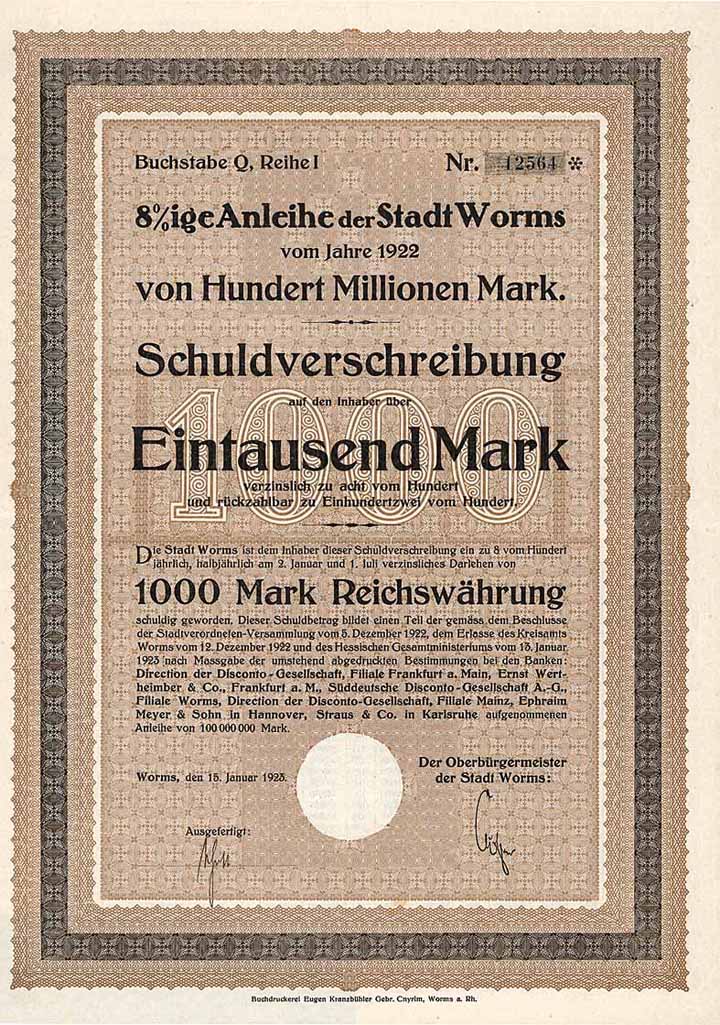 Buchstabe Q, Reihe I
Nr. 12564 *
8%ige Anleihe der Stadt Worms
vom Jahre 1922
von Hundert Millionen Mark.
Schuldverschreibung
auf den Inhaber über
1000
Eintausend Mark
verzinslich zu acht vom Hundert
und rückzahlbar zu Einhundertzwei vom Hundert.
Die Stadt Worms ist dem Inhaber dieser Schuldverschreibung ein zu 8 vom Hundert
jährlich, halbjährlich am 2. Januar und 1. Juli verzinsliches Darlehen von
1000 Mark Reichswährung
schuldig geworden. Dieser Schuldbetrag bildet einen Teil der gemäss dem Beschlusse
der Stadtverordneten-Versammlung vom 5. Dezember 1922, dem Erlasse des Kreisamts
Worms vom 12. Dezember 1922 und des Hessischen Gesamtministeriums vom 13. Januar
1923 nach Massgabe der umstehend abgedruckten Bestimmungen bei den Banken:
Direction der Disconto-Gesellschaft, Filiale Frankfurt a. Main, Ernst Wert-
heimber & Co., Frankfurt a. M., Süddeutsche Disconto-Gesellschaft A.-G.,
Filiale Worms, Direction der Disconto-Gesellschaft, Filiale Mainz, Ephraim
Meyer & Sohn in Hannover, Straus & Co. in Karlsruhe aufgenommenen
Anleihe von 100 000 000 Mark.
Worms, den 15. Januar 1923.
Der Oberbürgermeister
der Stadt Worms:
Ausgefertigt:
Buchdruckerei Eugen Kranzbühler Gebr. Cnyrim, Worms a. Rh.